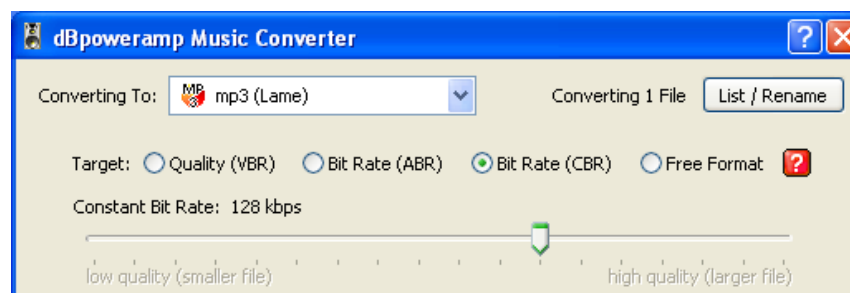 dBpoweramp Music Converter
Converting To: MP3 mp3 (Lame) Converting 1 File List / Rename
Target: Quality (VBR) Bit Rate (ABR) Bit Rate (CBR) Free Format ?
Constant Bit Rate: 128 kbps
low quality (smaller file) high quality (larger file)